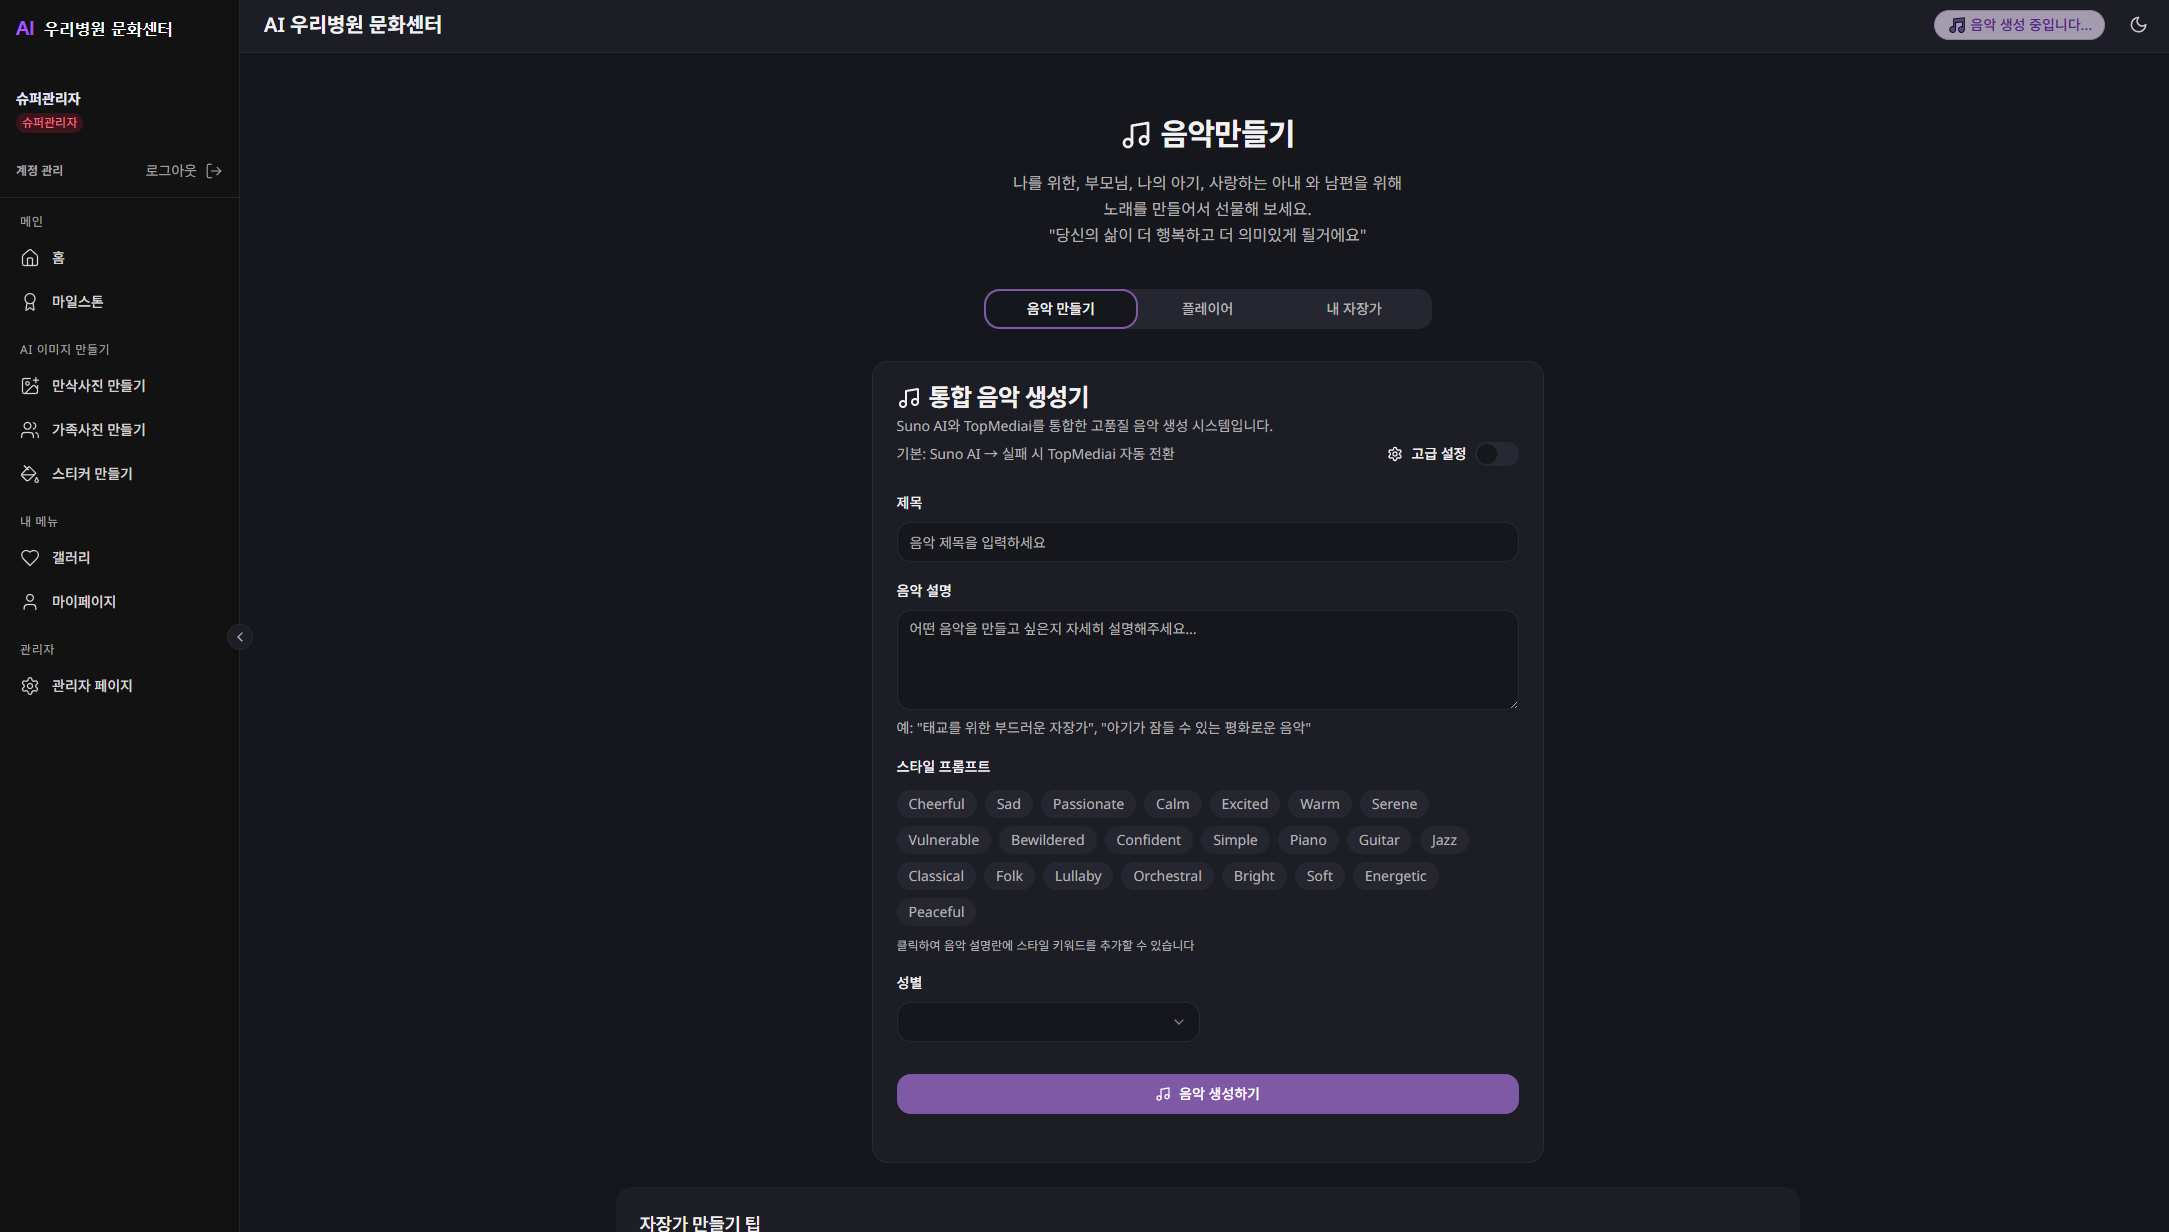 AI 우리병원 문화센터
슈퍼관리자
슈퍼관리자
계정 관리
로그아웃
메인
홈
마일스톤
AI 이미지 만들기
만삭사진 만들기
가족사진 만들기
스티커 만들기
내 메뉴
갤러리
마이페이지
관리자
관리자 페이지
AI 우리병원 문화센터
음악 생성 중입니다...
음악만들기
나를 위한, 부모님, 나의 아기, 사랑하는 아내 와 남편을 위해
노래를 만들어서 선물해 보세요.
"당신의 삶이 더 행복하고 더 의미있게 될거에요"
음악 만들기
플레이어
내 자장가
통합 음악 생성기
Suno AI와 TopMediai를 통합한 고품질 음악 생성 시스템입니다.
기본: Suno AI → 실패 시 TopMediai 자동 전환
고급 설정
제목
음악 제목을 입력하세요
음악 설명
어떤 음악을 만들고 싶은지 자세히 설명해주세요...
예: "태교를 위한 부드러운 자장가", "아기가 잠들 수 있는 평화로운 음악"
스타일 프롬프트
Cheerful Sad Passionate Calm Excited Warm Serene
Vulnerable Bewildered Confident Simple Piano Guitar Jazz
Classical Folk Lullaby Orchestral Bright Soft Energetic
Peaceful
클릭하여 음악 설명란에 스타일 키워드를 추가할 수 있습니다
성별
음악 생성하기
자장가 만들기 팁